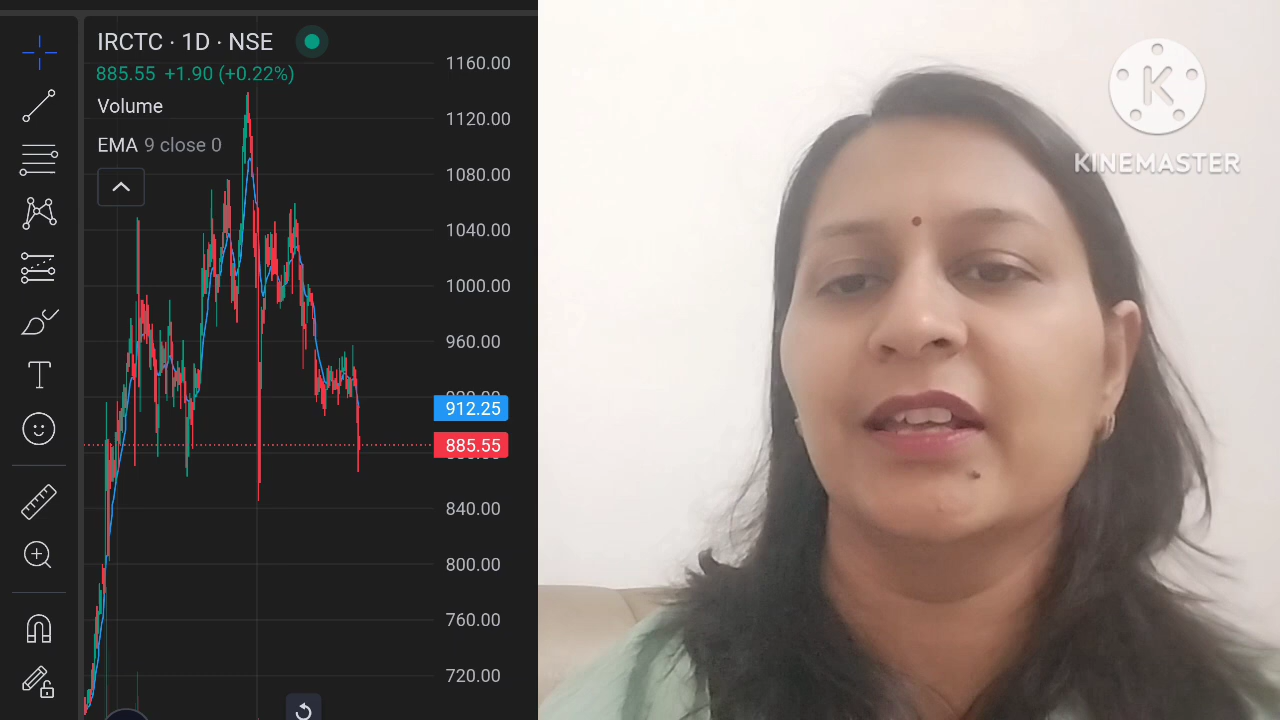 IRCTC · 1D · NSE
885.55 +1.90 (+0.22%)
Volume
EMA 9 close 0
1160.00
1120.00
1080.00
1040.00
1000.00
960.00
912.25
885.55
840.00
800.00
760.00
720.00
T
K
KINEMASTER